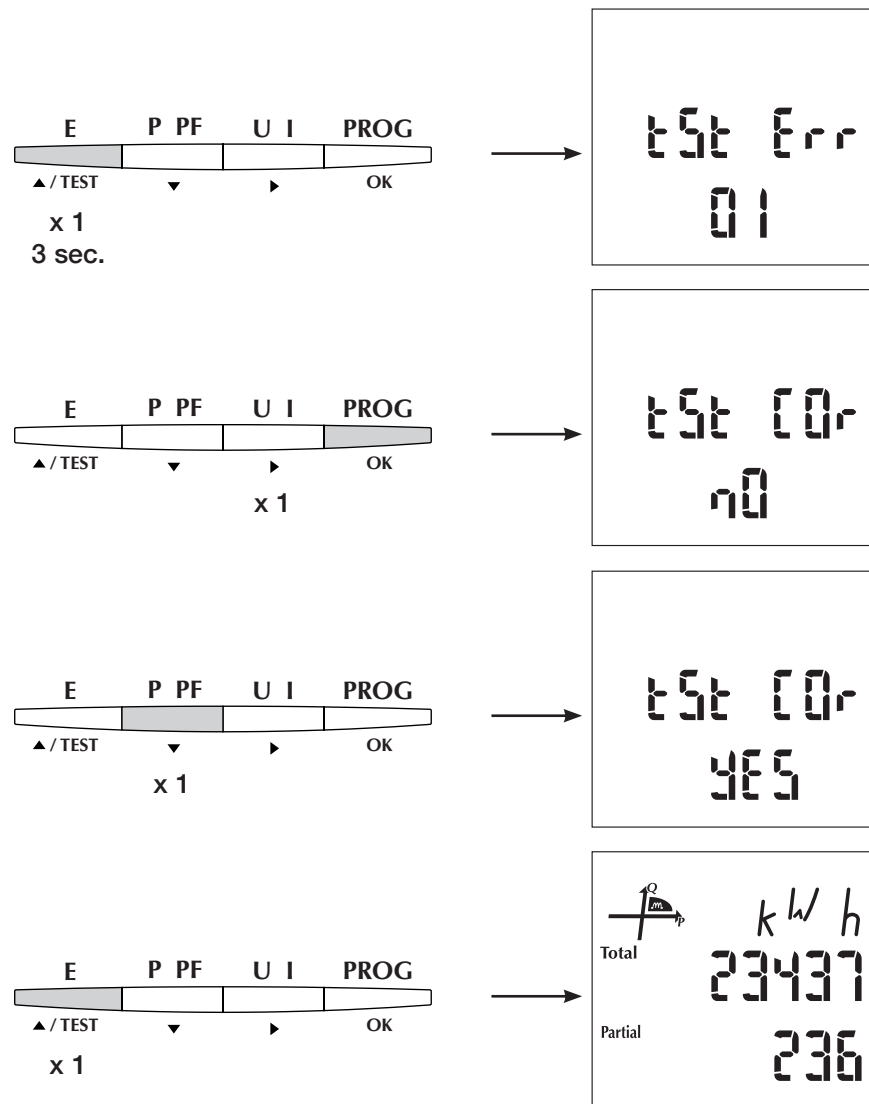 E P PF U I PROG
▲ / TEST ▼ ► OK
x 1
3 sec.
tSt Err
01
E P PF U I PROG
▲ / TEST ▼ ► OK
x 1
tSt COr
nO
E P PF U I PROG
▲ / TEST ▼ ► OK
x 1
tSt COr
YES
E P PF U I PROG
▲ / TEST ▼ ► OK
x 1
Q
m
P
kWh
Total
23437
Partial
236